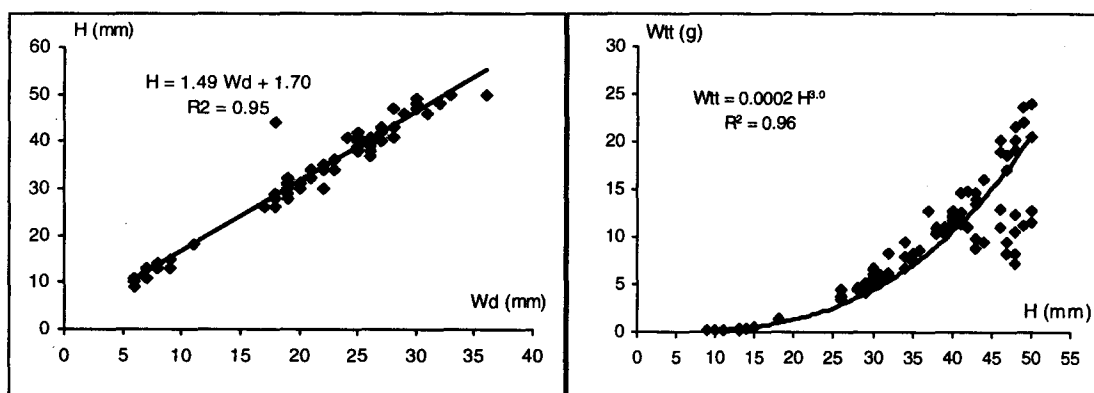 H (mm)
60
50
40
30
20
10
0
H = 1.49 Wd + 1.70
R2 = 0.95
Wd (mm)
0 5 10 15 20 25 30 35 40
Wtt (g)
30
25
20
15
10
5
0
Wtt = 0.0002 H³·⁰
R² = 0.96
H (mm)
0 5 10 15 20 25 30 35 40 45 50 55